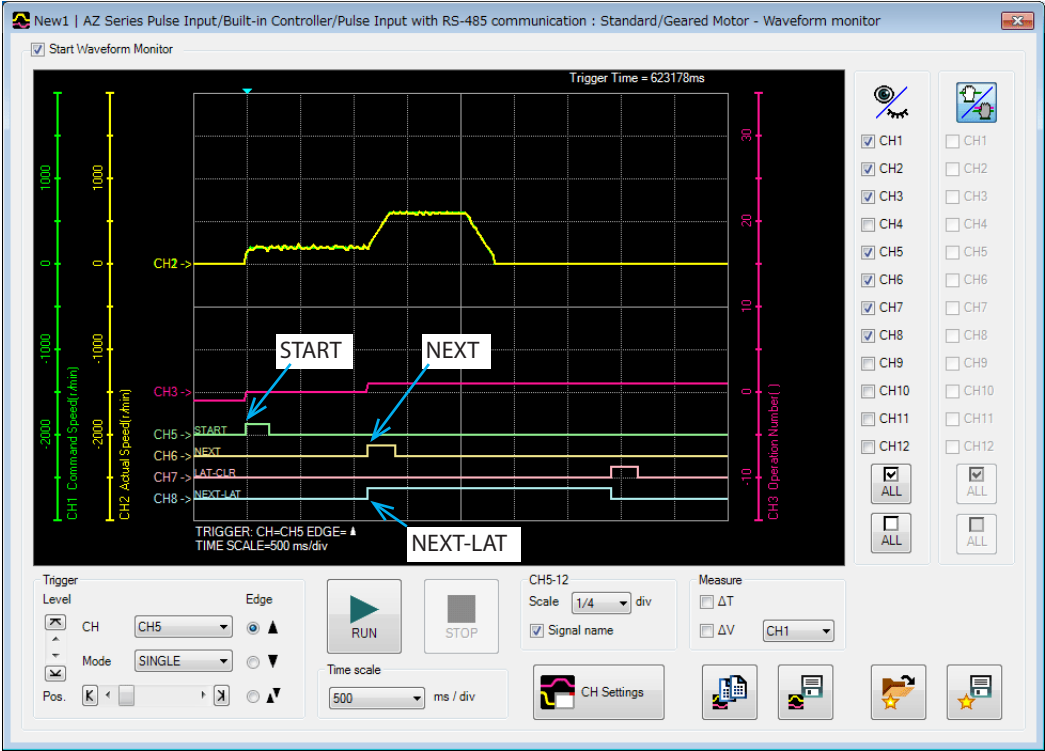 New1 | AZ Series Pulse Input/Built-in Controller/Pulse Input with RS-485 communication : Standard/Geared Motor - Waveform monitor
Start Waveform Monitor
Trigger Time = 623178ms
1000
0
-1000
-2000
CH1 Command Speed[r/min]
1000
0
-1000
-2000
CH2 Actual Speed[r/min]
30
20
10
0
-10
CH3 Operation Number[ ]
CH2 ->
START
NEXT
CH3 ->
CH5 ->
START
CH6 ->
NEXT
CH7 ->
LAT-CLR
CH8 ->
NEXT-LAT
NEXT-LAT
TRIGGER: CH=CH5 EDGE=
TIME SCALE=500 ms/div
CH1
CH2
CH3
CH4
CH5
CH6
CH7
CH8
CH9
CH10
CH11
CH12
ALL
ALL
CH1
CH2
CH3
CH4
CH5
CH6
CH7
CH8
CH9
CH10
CH11
CH12
ALL
ALL
Trigger
Level
Edge
CH
CH5
Mode
SINGLE
Pos.
RUN
STOP
Time scale
500
ms / div
CH5-12
Scale
1/4
div
Signal name
Measure
ΔT
ΔV
CH1
CH Settings